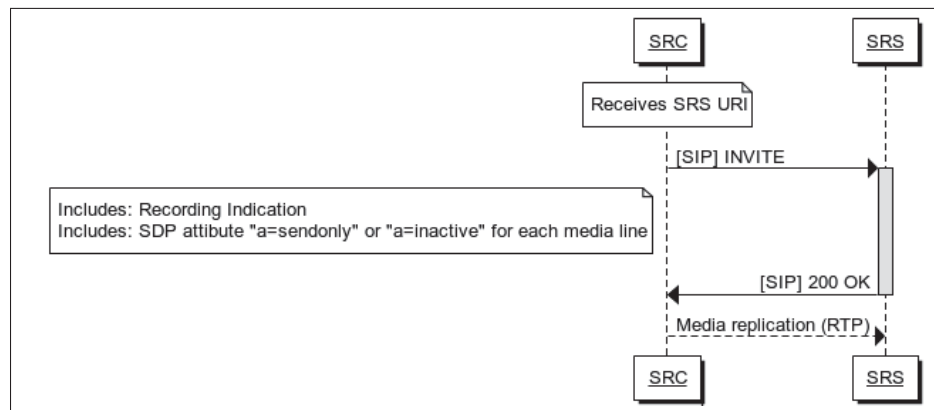 SRC SRS
Receives SRS URI
[SIP] INVITE
Includes: Recording Indication
Includes: SDP attibute "a=sendonly" or "a=inactive" for each media line
[SIP] 200 OK
Media replication (RTP)
SRC SRS